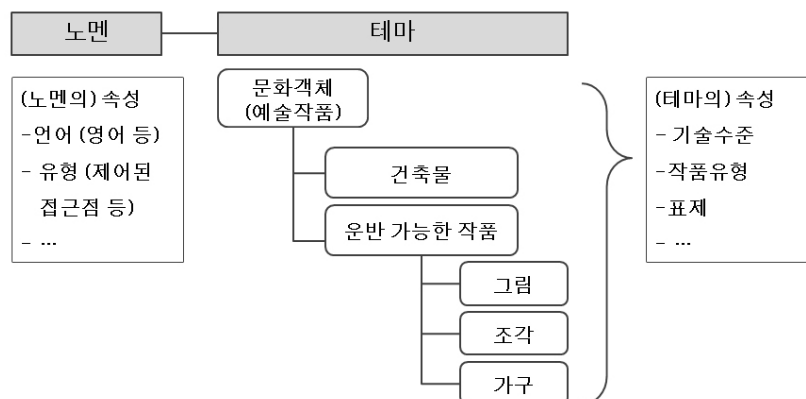 노멘
테마
(노멘의) 속성
-언어 (영어 등)
- 유형 (제어된
접근점 등)
- ...
문화객체
(예술작품)
건축물
운반 가능한 작품
그림
조각
가구
(테마의) 속성
- 기술수준
-작품유형
-표제
- ...